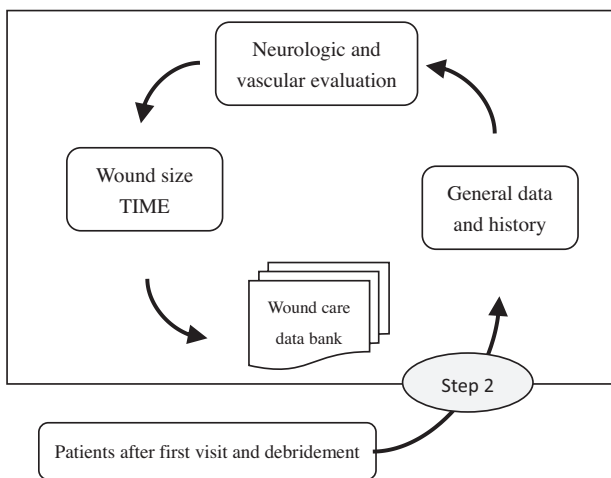 Neurologic and
vascular evaluation
Wound size
TIME
General data
and history
Wound care
data bank
Step 2
Patients after first visit and debridement